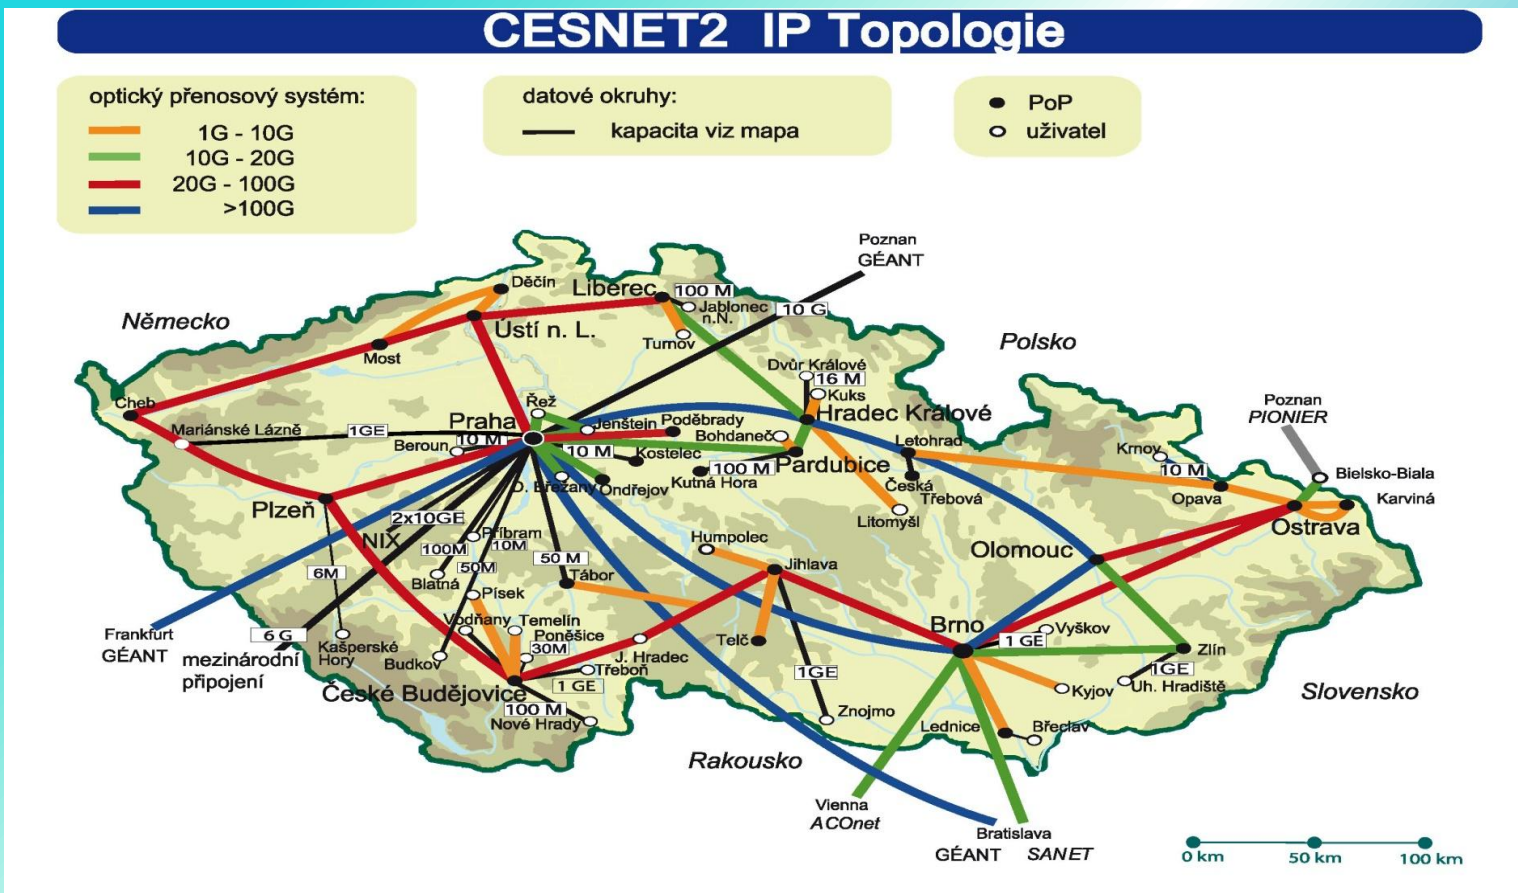 CESNET2 IP Topologie
optický přenosový systém:
1G - 10G
10G - 20G
20G - 100G
>100G
datové okruhy:
kapacita viz mapa
PoP
uživatel
Poznan
GÉANT
Německo
Děčín
Liberec
100 M
Jablonec
n.N.
10 G
Ústí n. L.
Turnov
Most
Polsko
Dvůr Králové
16 M
Kuks
Cheb
Řež
Hradec Králové
Poznan
PIONIER
Mariánské Lázně
1GE
Praha
Jenštejn
Poděbrady
Bohdaneč
Letohrad
Beroun
10 M
10 M
Kostelec
Pardubice
Krnov
10 M
Bielsko-Biala
Kutná Hora
100 M
Česká
Třebová
Opava
Karviná
D. Břežany
Ondřejov
Plzeň
Litomyšl
Ostrava
2x10GE
NIX
Příbram
10M
100M
Humpolec
Olomouc
50 M
Jihlava
6M
Blatná
50M
Tábor
Písek
Vodňany
Temelín
Poněšice
30M
Telč
Brno
1 GE
Vyškov
Frankfurt
GÉANT
6 G
mezinárodní
připojení
Kašperské
Hory
Budkov
J. Hradec
Třeboň
1GE
Zlín
1GE
Uh. Hradiště
České Budějovice
1 GE
100 M
Nové Hrady
Kyjov
Slovensko
Znojmo
Lednice
Břeclav
Rakousko
Vienna
ACOnet
Bratislava
GÉANT
SANET
0 km
50 km
100 km